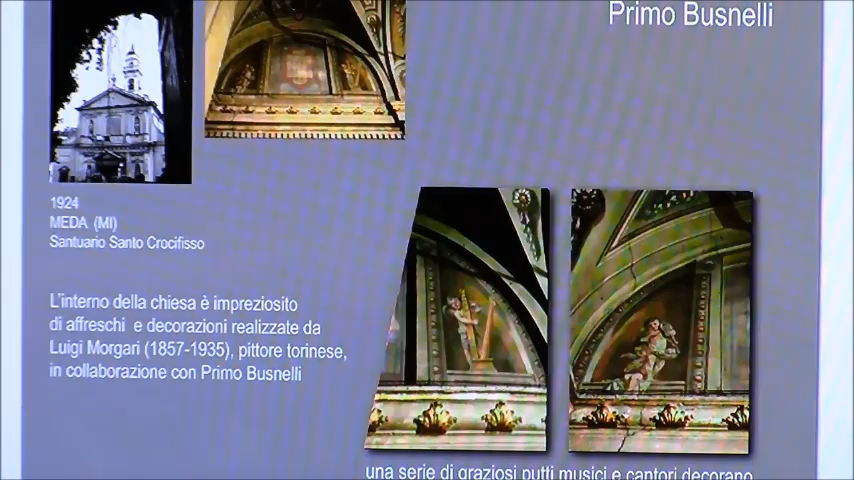 Primo Busnelli
1924
MEDA (MI)
Santuario Santo Crocifisso
L'interno della chiesa è impreziosito
di affreschi e decorazioni realizzate da
Luigi Morgari (1857-1935), pittore torinese,
in collaborazione con Primo Busnelli
una serie di graziosi putti musici e cantori decorano